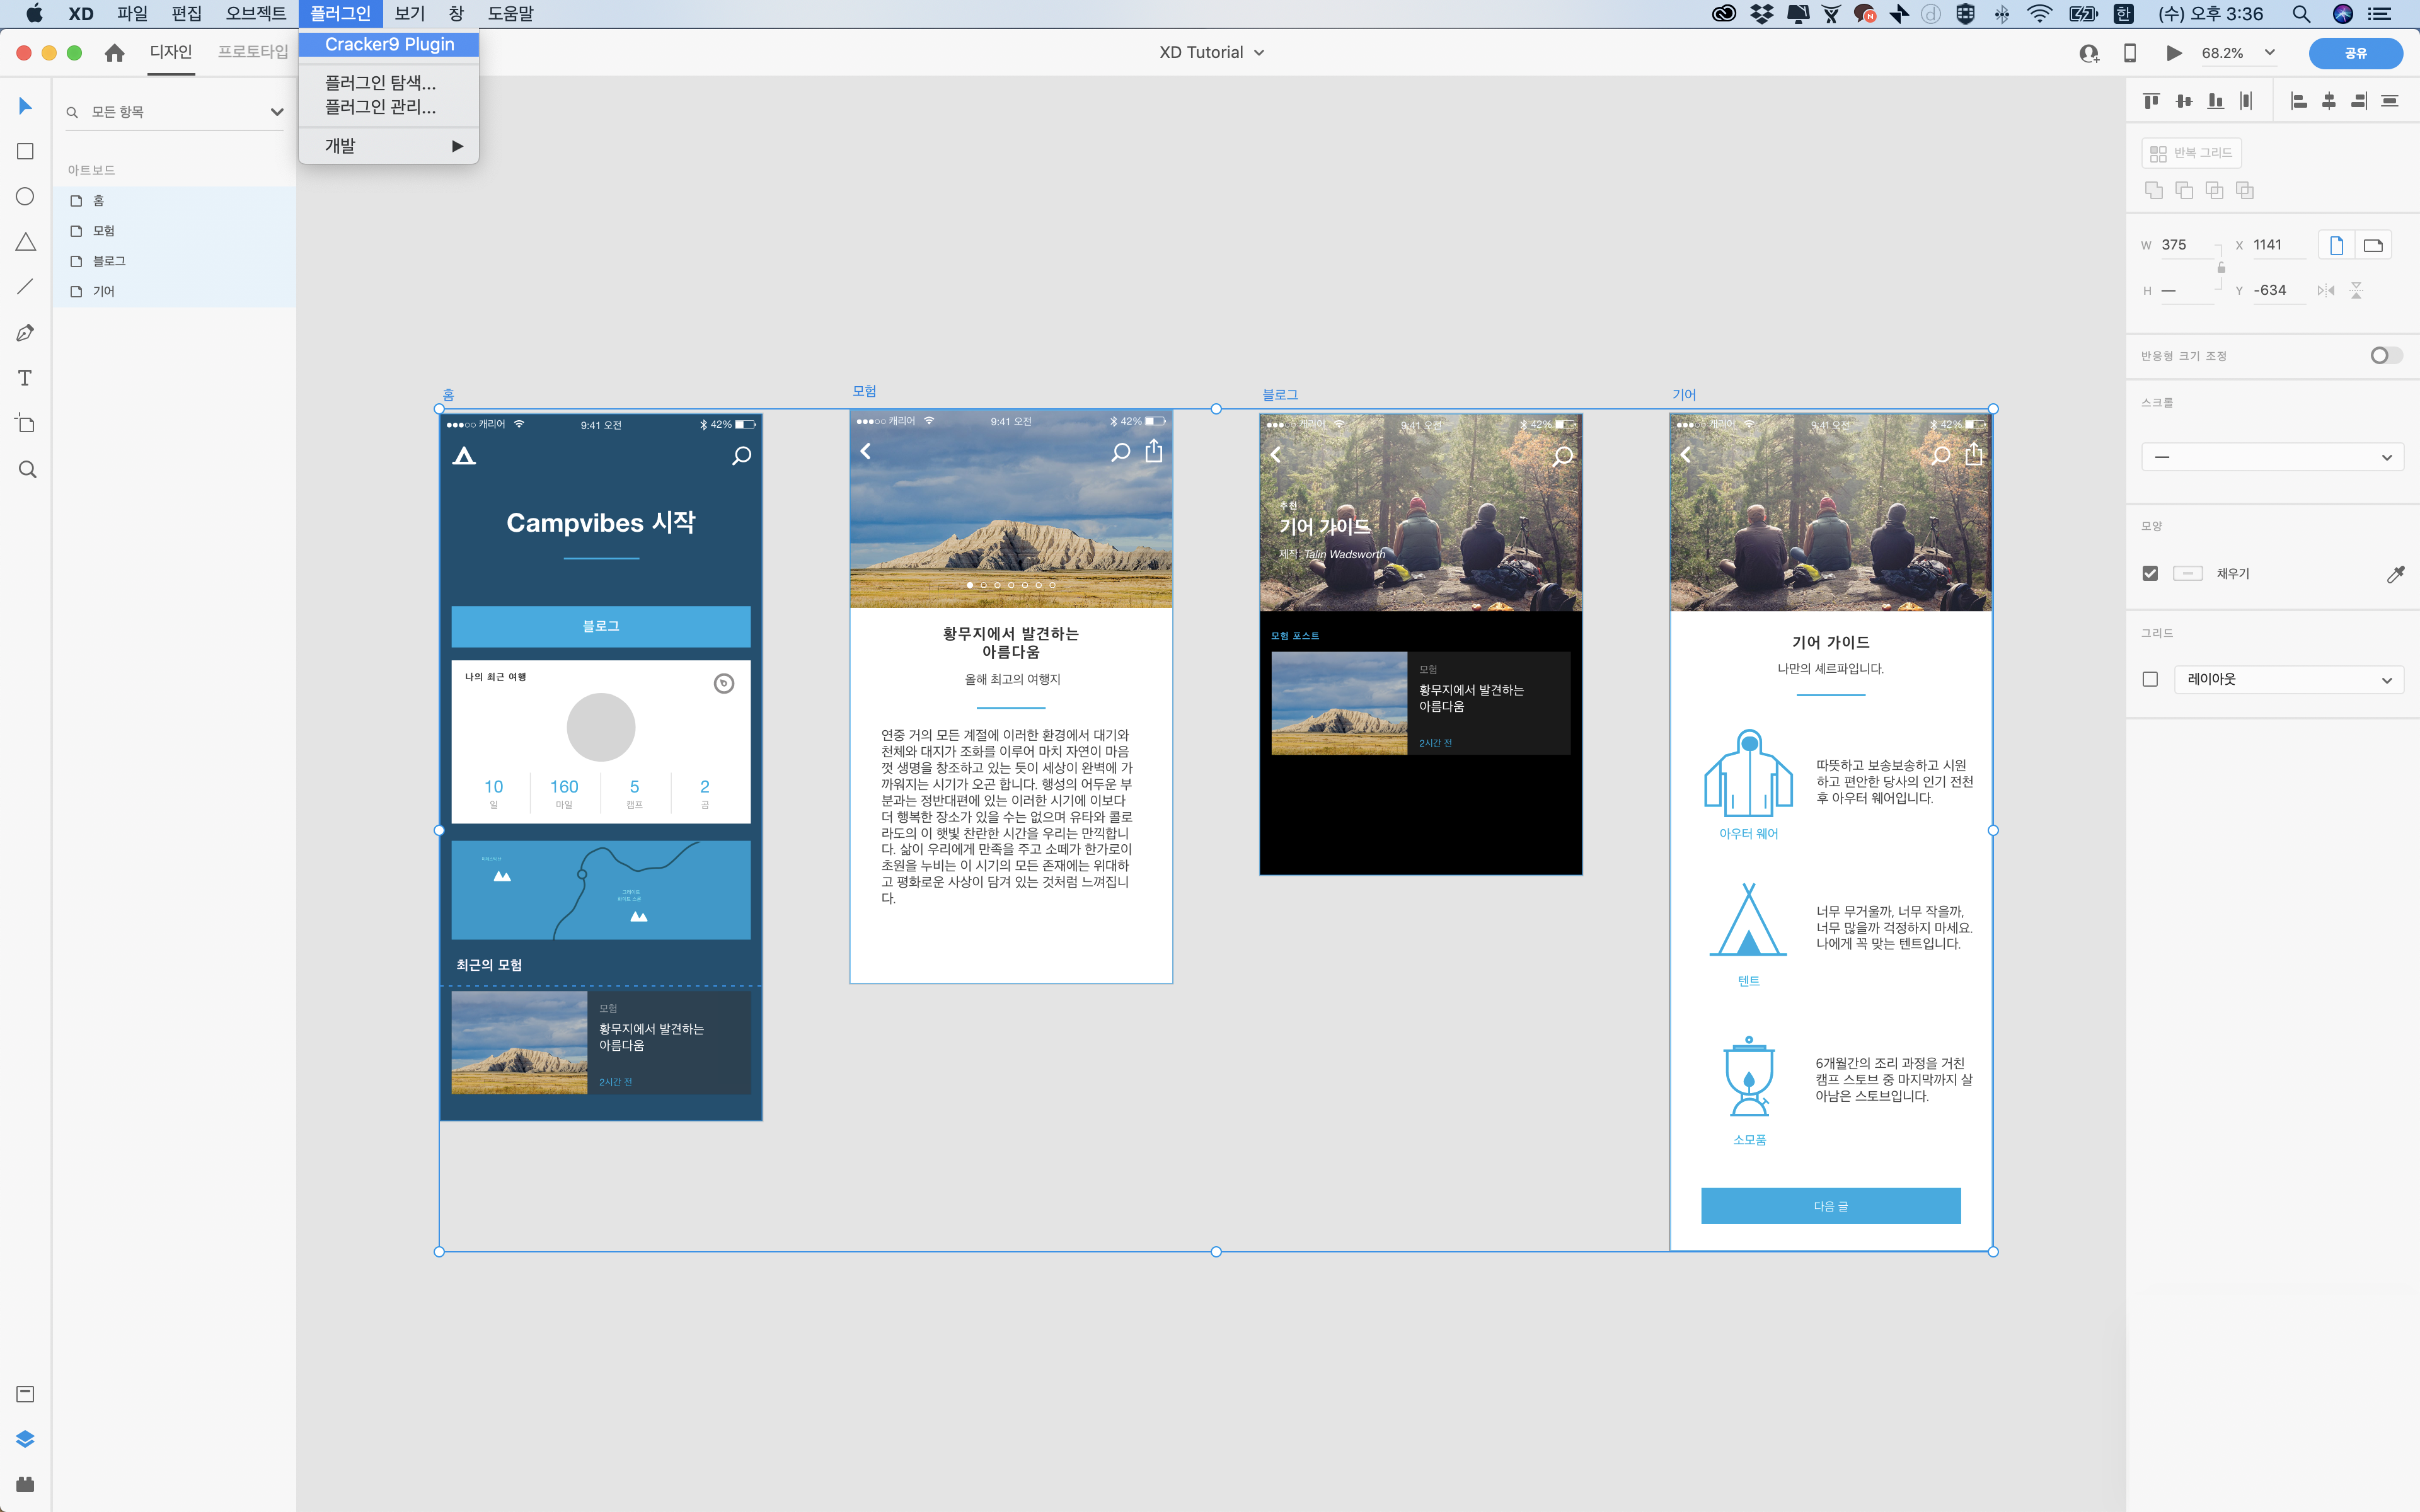 XD 파일 편집 오브젝트 플러그인 보기 창 도움말
한 (수) 오후 3:36
디자인 프로토타입
XD Tutorial
68.2%
공유
Cracker9 Plugin
플러그인 탐색...
플러그인 관리...
개발
모든 항목
아트보드
홈
모험
블로그
기어
홈
●●●○○ 캐리어 9:41 오전 42%
Campvibes 시작
블로그
나의 최근 여행
10 160 5 2
일 마일 캠프 곰
그레이트
화이트 스론
최근의 모험
모험
황무지에서 발견하는
아름다움
2시간 전
모험
●●●○○ 캐리어 9:41 오전 42%
황무지에서 발견하는
아름다움
올해 최고의 여행지
연중 거의 모든 계절에 이러한 환경에서 대기와
천체와 대지가 조화를 이루어 마치 자연이 마음
껏 생명을 창조하고 있는 듯이 세상이 완벽에 가
까워지는 시기가 오곤 합니다. 행성의 어두운 부
분과는 정반대편에 있는 이러한 시기에 이보다
더 행복한 장소가 있을 수는 없으며 유타와 콜로
라도의 이 햇빛 찬란한 시간을 우리는 만끽합니
다. 삶이 우리에게 만족을 주고 소떼가 한가로이
초원을 누비는 이 시기의 모든 존재에는 위대하
고 평화로운 사상이 담겨 있는 것처럼 느껴집니
다.
블로그
●●●○○ 캐리어 9:41 오전 42%
추천
기어 가이드
제작: Talin Wadsworth
모험 포스트
모험
황무지에서 발견하는
아름다움
2시간 전
기어
●●●○○ 캐리어 9:41 오전 42%
기어 가이드
나만의 셰르파입니다.
따뜻하고 보송보송하고 시원
하고 편안한 당사의 인기 전천
후 아우터 웨어입니다.
아우터 웨어
너무 무거울까, 너무 작을까,
너무 많을까 걱정하지 마세요.
나에게 꼭 맞는 텐트입니다.
텐트
6개월간의 조리 과정을 거친
캠프 스토브 중 마지막까지 살
아남은 스토브입니다.
소모품
다음 글
반복 그리드
W 375 X 1141
H — Y -634
반응형 크기 조정
스크롤
—
모양
채우기
그리드
레이아웃